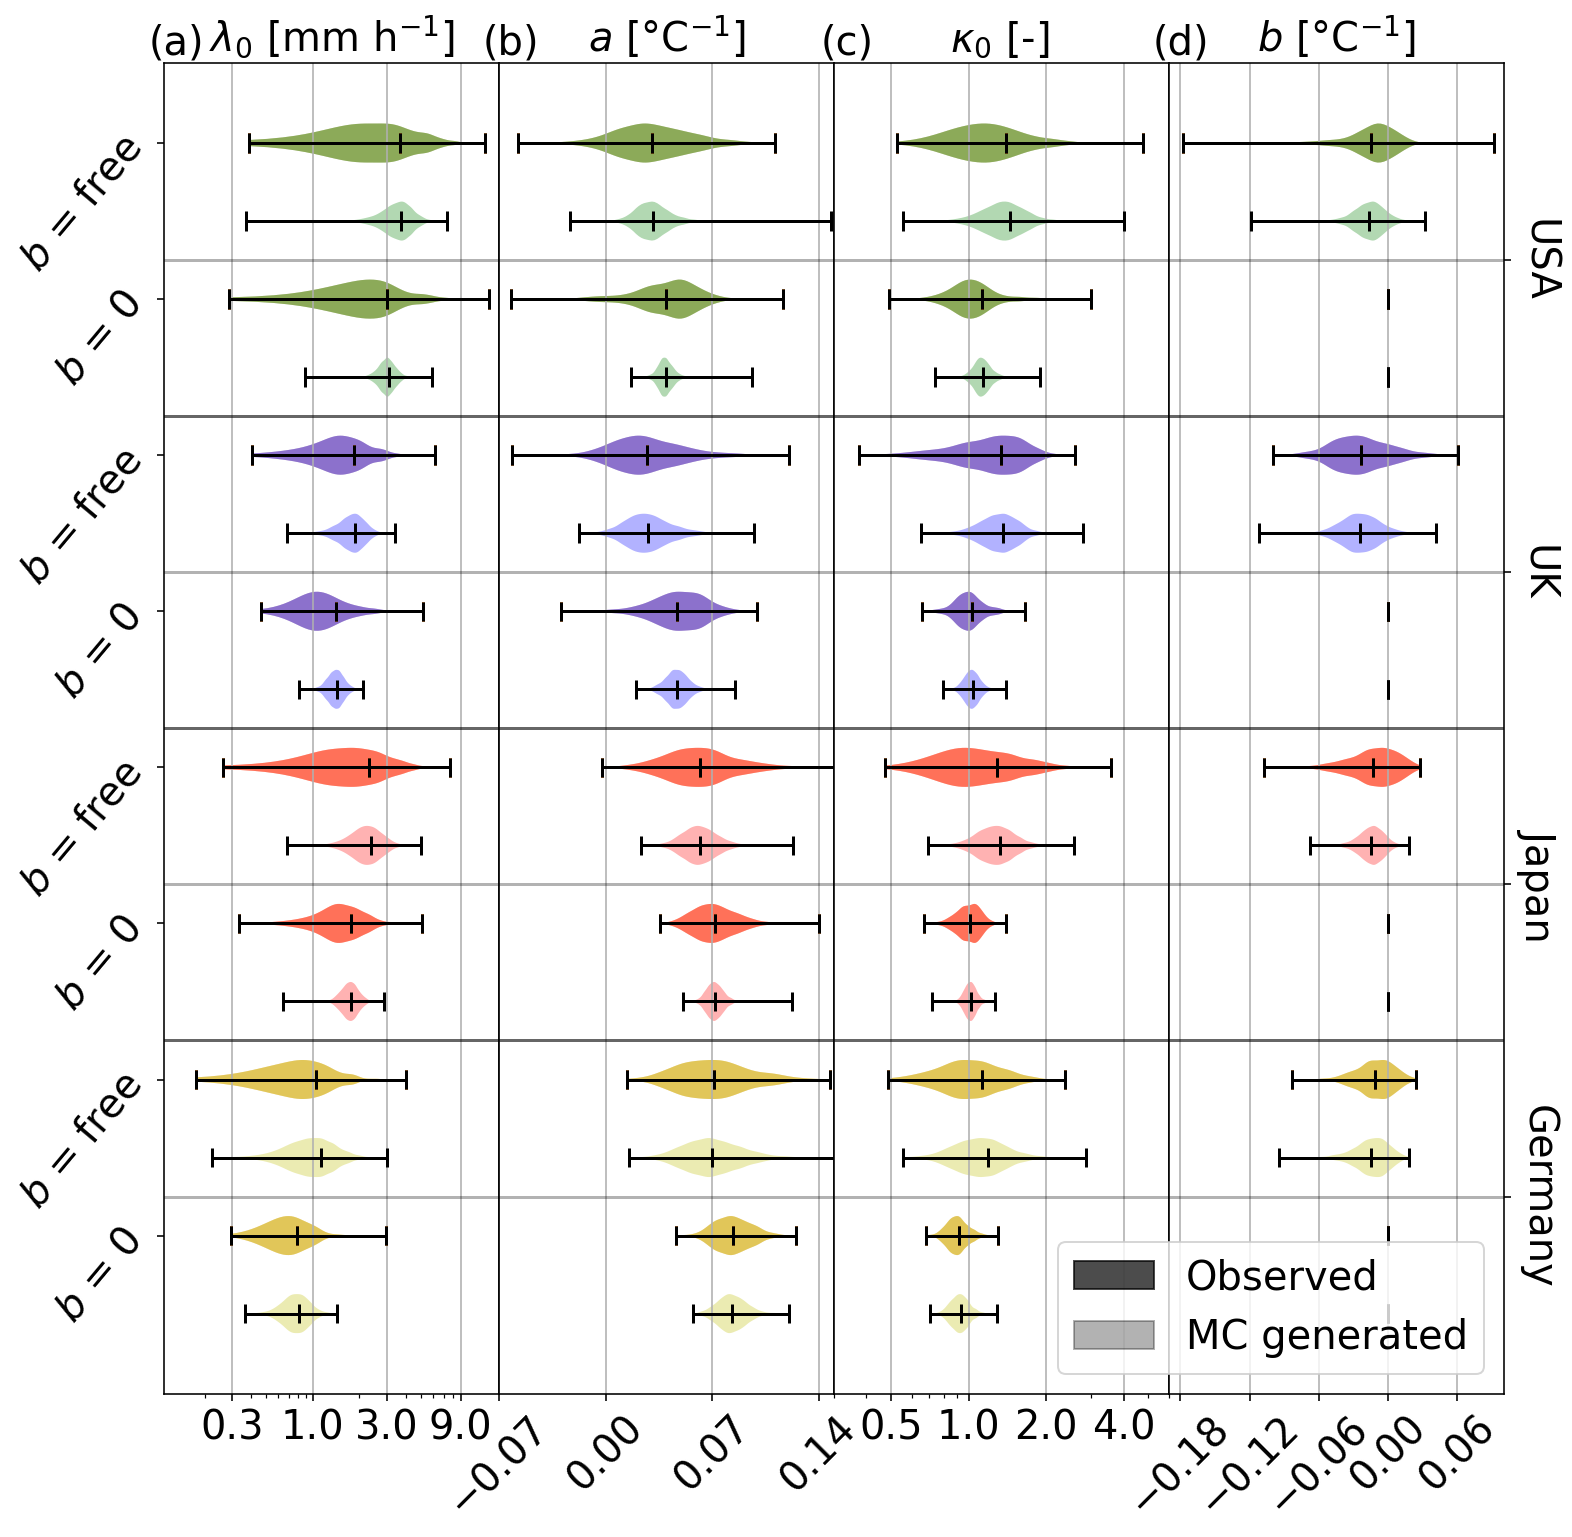 (a) λ₀ [mm h⁻¹] (b) a [°C⁻¹] (c) κ₀ [-] (d) b [°C⁻¹]
b = free
b = 0
USA
b = free
b = 0
UK
b = free
b = 0
Japan
b = free
b = 0
Germany
Observed
MC generated
0.3 1.0 3.0 9.0 −0.07 0.00 0.07 0.14 0.5 1.0 2.0 4.0 −0.18 −0.12 −0.06 0.00 0.06